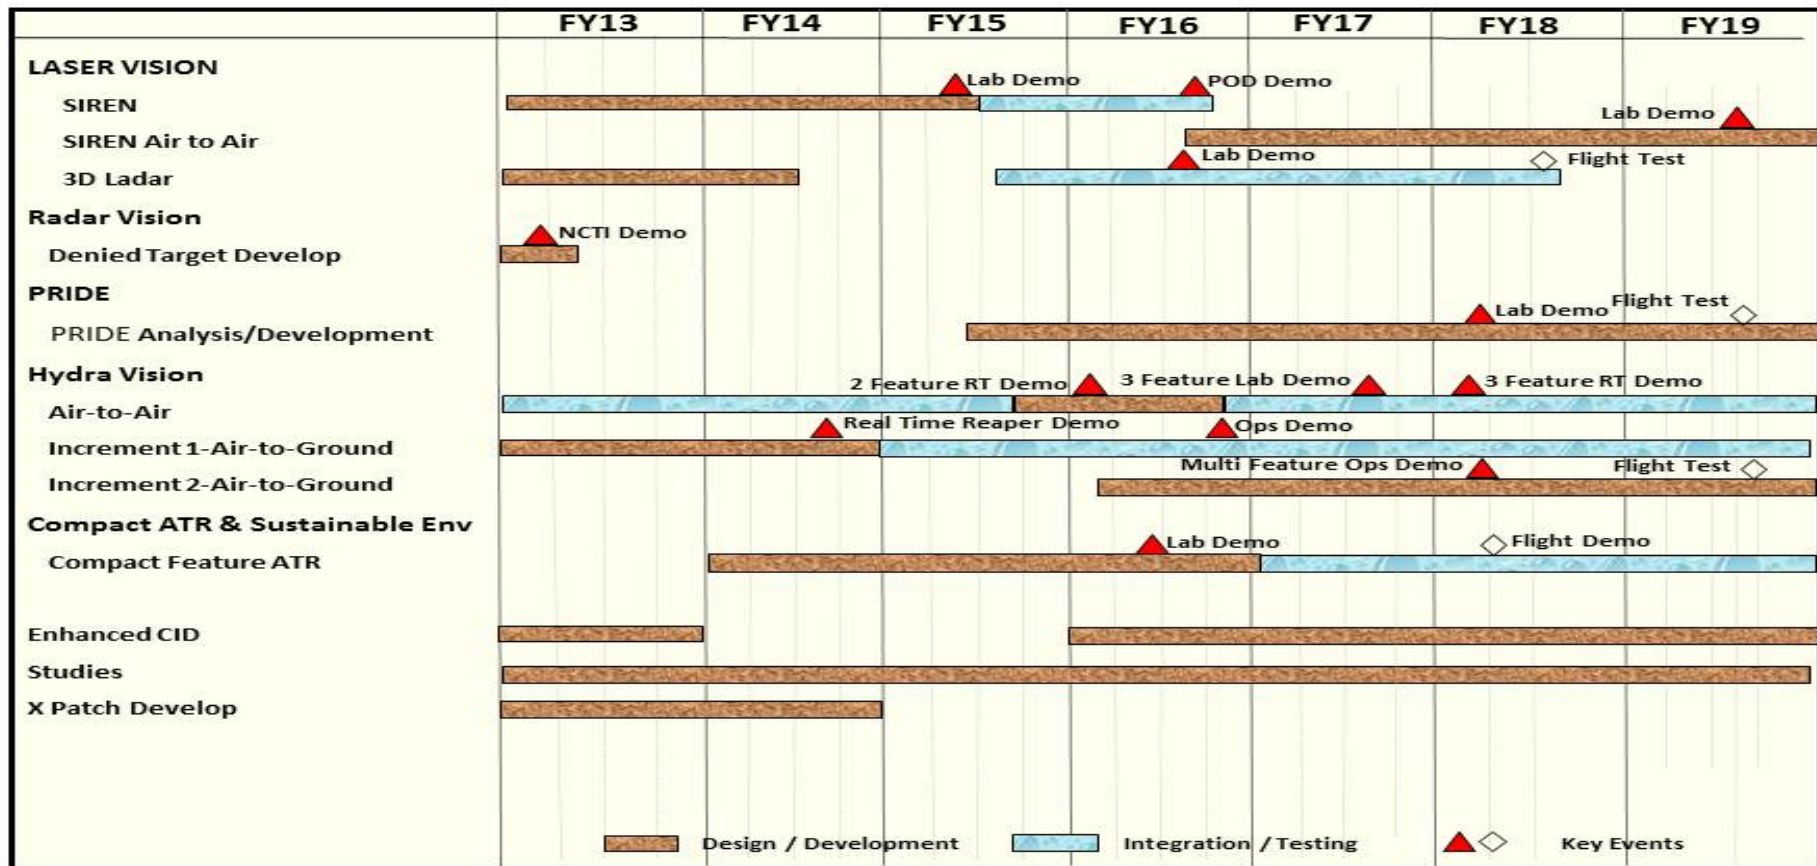 FY13 FY14 FY15 FY16 FY17 FY18 FY19
LASER VISION
Lab Demo POD Demo
SIREN
Lab Demo
SIREN Air to Air
Lab Demo Flight Test
3D Ladar
Radar Vision
NCTI Demo
Denied Target Develop
PRIDE
Lab Demo Flight Test
PRIDE Analysis/Development
Hydra Vision
2 Feature RT Demo 3 Feature Lab Demo 3 Feature RT Demo
Air-to-Air
Real Time Reaper Demo Ops Demo
Increment 1-Air-to-Ground
Multi Feature Ops Demo Flight Test
Increment 2-Air-to-Ground
Compact ATR & Sustainable Env
Lab Demo Flight Demo
Compact Feature ATR
Enhanced CID
Studies
X Patch Develop
Design / Development Integration / Testing Key Events